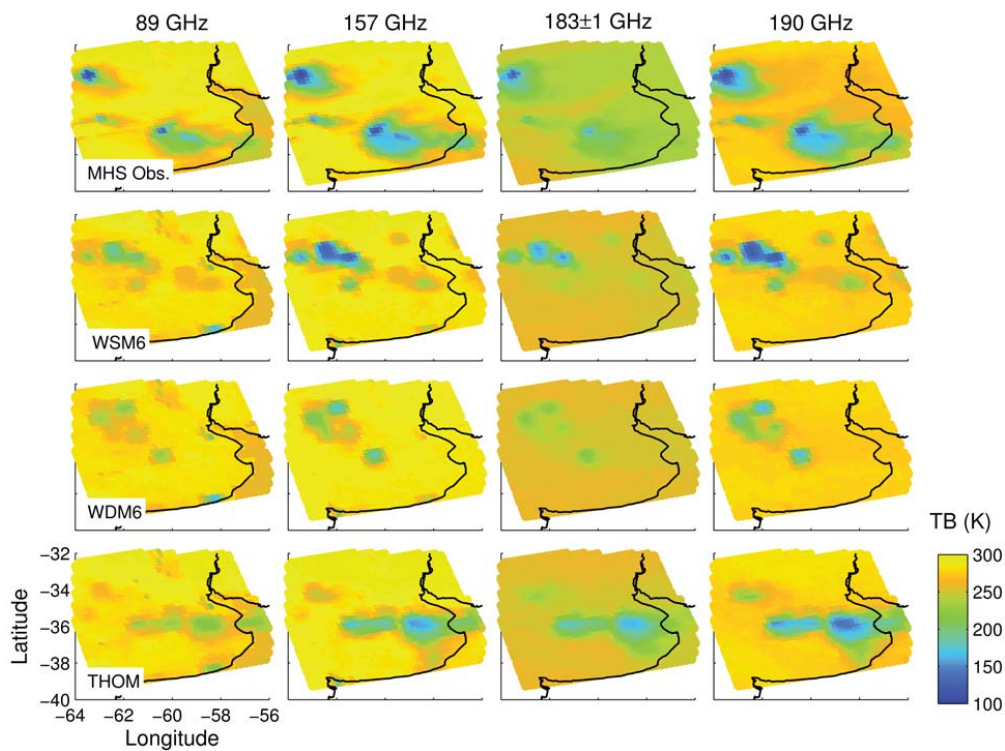 89 GHz 157 GHz 183±1 GHz 190 GHz
MHS Obs.
WSM6
WDM6
TB (K)
−32 300
−34 250
−36 200
Latitude
−38 150
THOM
−40 100
−64 −62 −60 −58 −56
Longitude